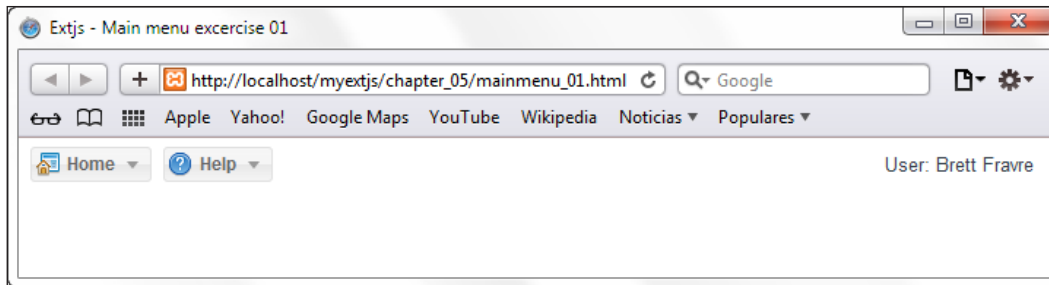 Extjs - Main menu excercise 01
http://localhost/myextjs/chapter_05/mainmenu_01.html Google
Apple Yahoo! Google Maps YouTube Wikipedia Noticias Populares
Home Help User: Brett Fravre